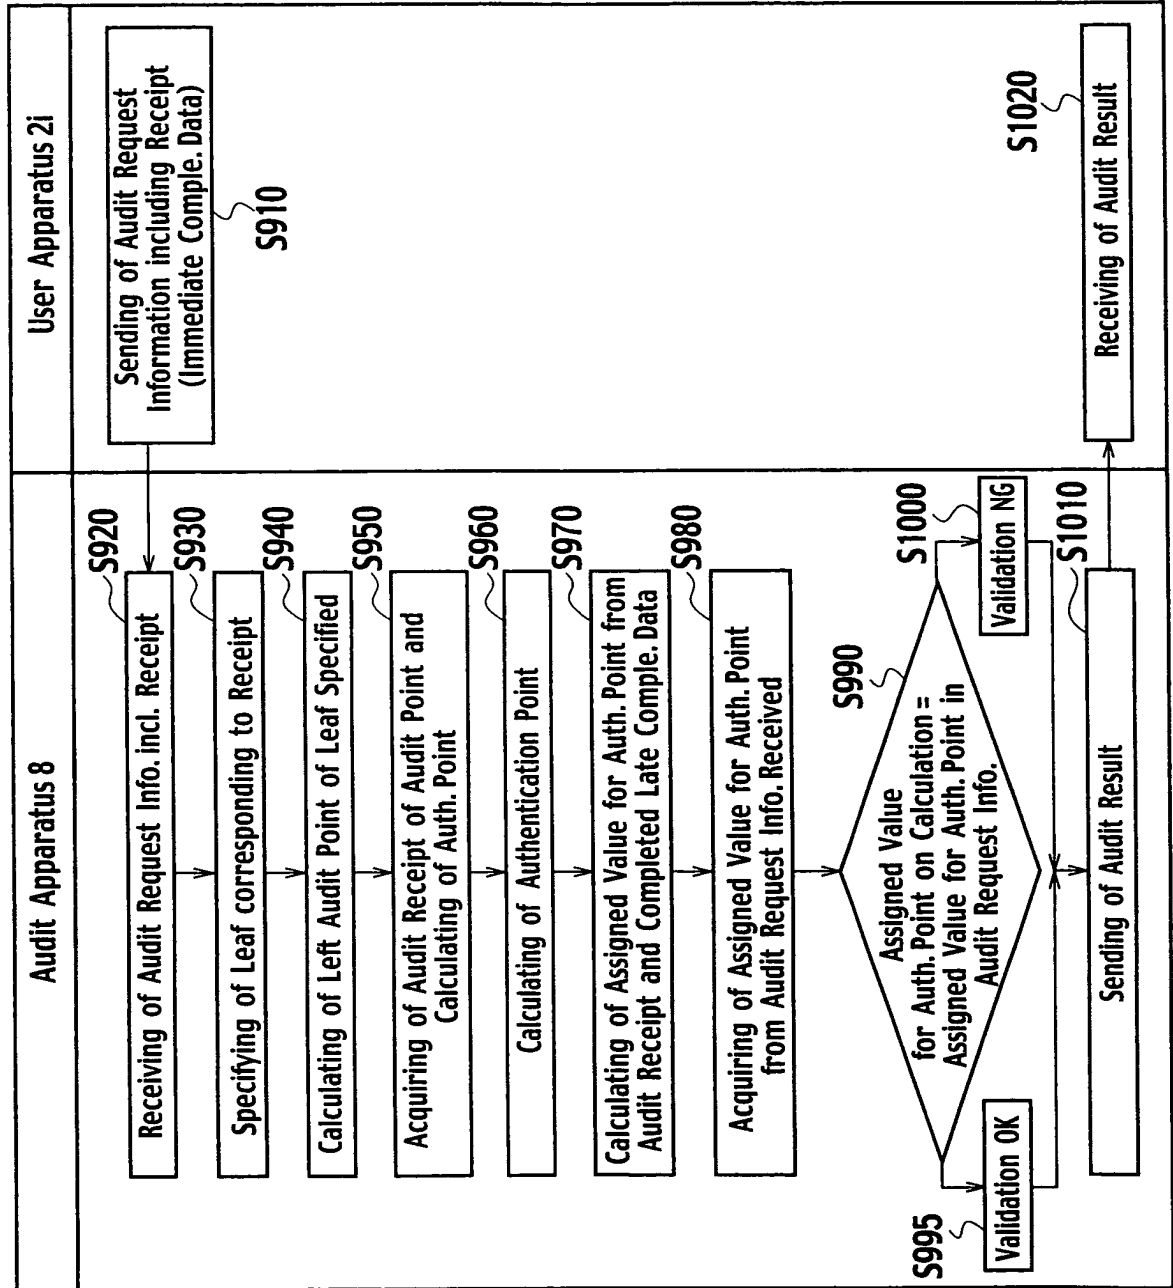 Audit Apparatus 8
User Apparatus 2i
Sending of Audit Request
Information including Receipt
(Immediate Comple. Data)
S910
S920
Receiving of Audit Request Info. incl. Receipt
S930
Specifying of Leaf corresponding to Receipt
S940
Calculating of Left Audit Point of Leaf Specified
S950
Acquiring of Audit Receipt of Audit Point and
Calculating of Auth. Point
S960
Calculating of Authentication Point
S970
Calculating of Assigned Value for Auth. Point from
Audit Receipt and Completed Late Comple. Data
S980
Acquiring of Assigned Value for Auth. Point
from Audit Request Info. Received
S990
Assigned Value
for Auth. Point on Calculation =
Assigned Value for Auth. Point in
Audit Request Info.
S995
Validation OK
S1000
Validation NG
S1010
Sending of Audit Result
S1020
Receiving of Audit Result